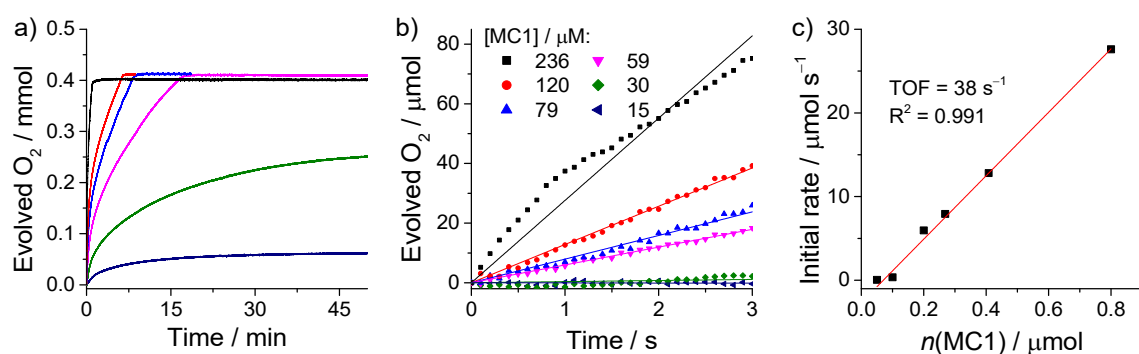 a)
Evolved O₂ / mmol
0.5
0.4
0.3
0.2
0.1
0.0
0
15
30
45
Time / min
b)
Evolved O₂ / μmol
80
60
40
20
0
[MC1] / μM:
236 59
120 30
79 15
0
1
2
3
Time / s
c)
Initial rate / μmol s⁻¹
30
20
10
0
TOF = 38 s⁻¹
R² = 0.991
0.0
0.2
0.4
0.6
0.8
n(MC1) / μmol